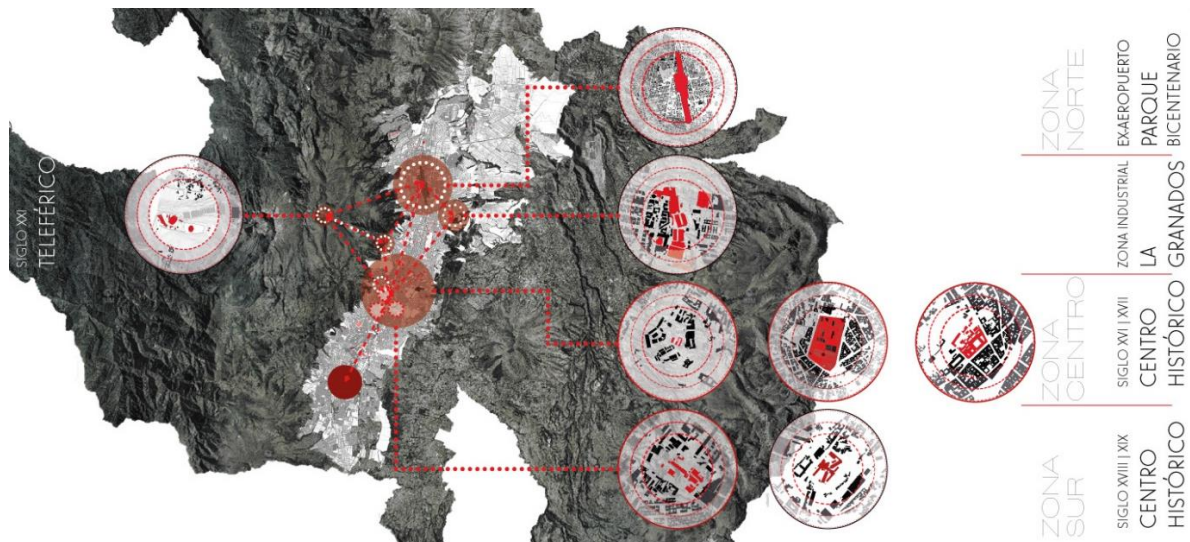 SIGLO XXI
TELEFÉRICO
ZONA
NORTE
EX-AEROPUERTO
PARQUE
BICENTENARIO
ZONA INDUSTRIAL
LA
GRANADOS
ZONA
CENTRO
SIGLO XVI | XVII
CENTRO
HISTÓRICO
ZONA
SUR
SIGLO XVIII | XIX
CENTRO
HISTÓRICO